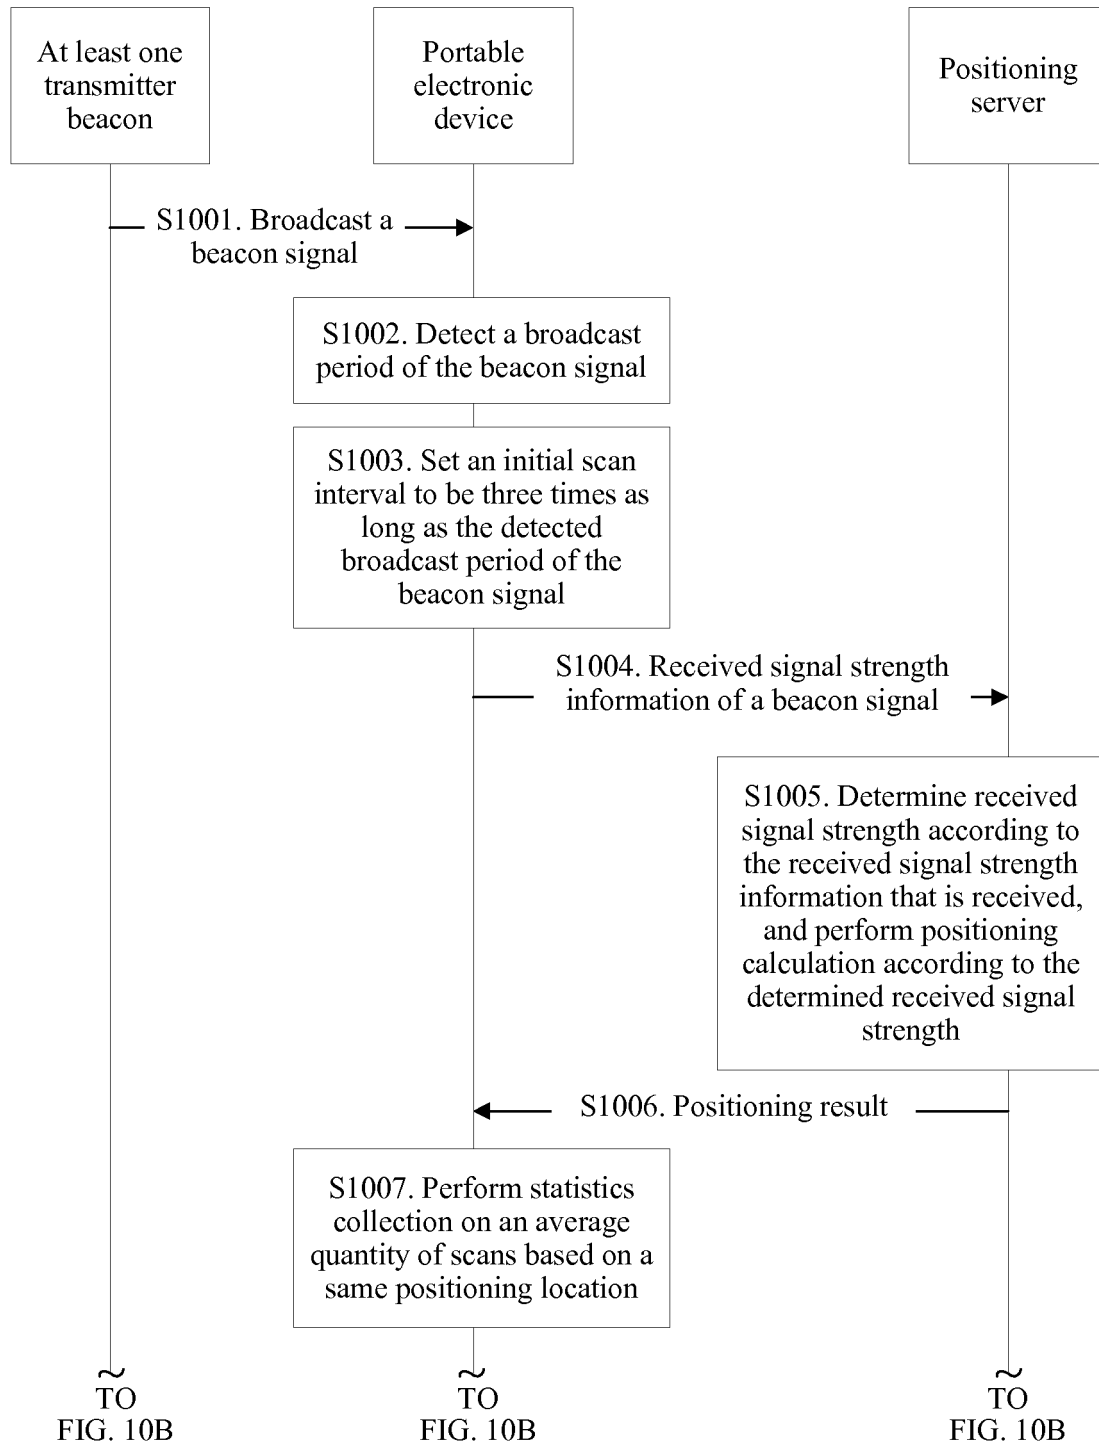 At least one
transmitter
beacon
Portable
electronic
device
Positioning
server
S1001. Broadcast a
beacon signal
S1002. Detect a broadcast
period of the beacon signal
S1003. Set an initial scan
interval to be three times as
long as the detected
broadcast period of the
beacon signal
S1004. Received signal strength
information of a beacon signal
S1005. Determine received
signal strength according to
the received signal strength
information that is received,
and perform positioning
calculation according to the
determined received signal
strength
S1006. Positioning result
S1007. Perform statistics
collection on an average
quantity of scans based on a
same positioning location
TO
FIG. 10B
TO
FIG. 10B
TO
FIG. 10B